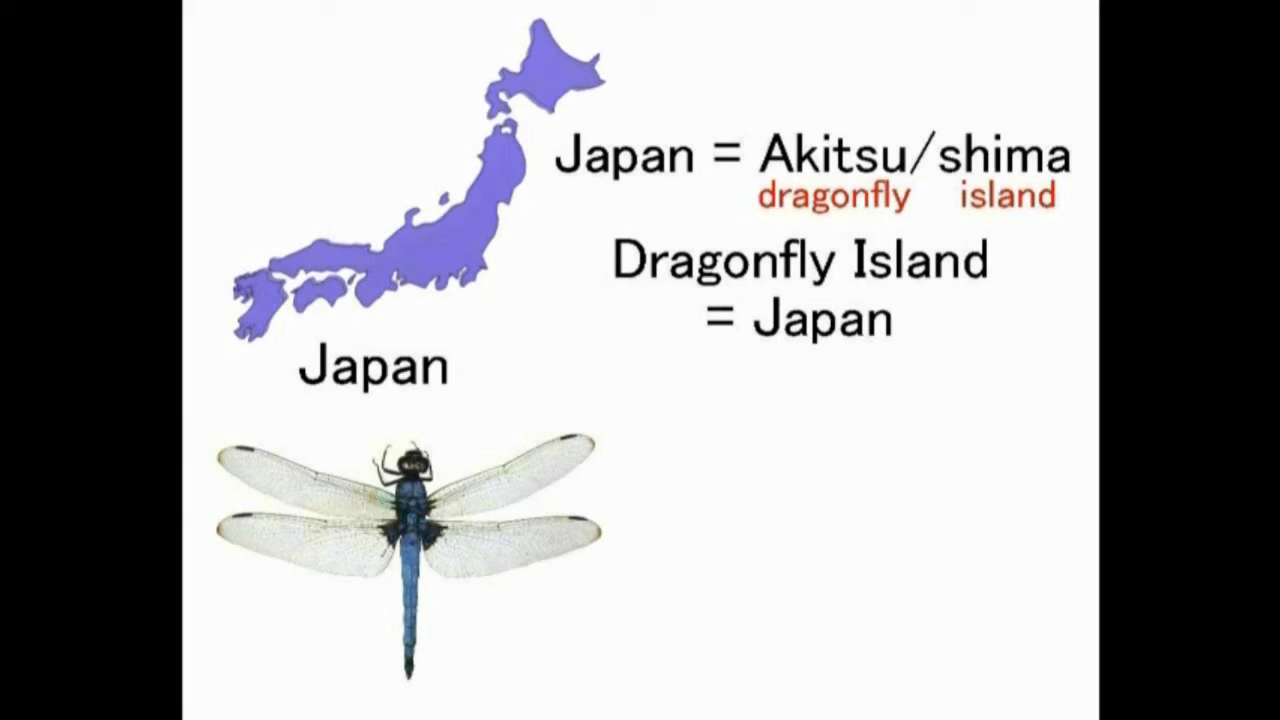 Japan = Akitsu/shima
dragonfly island
Dragonfly Island
= Japan
Japan